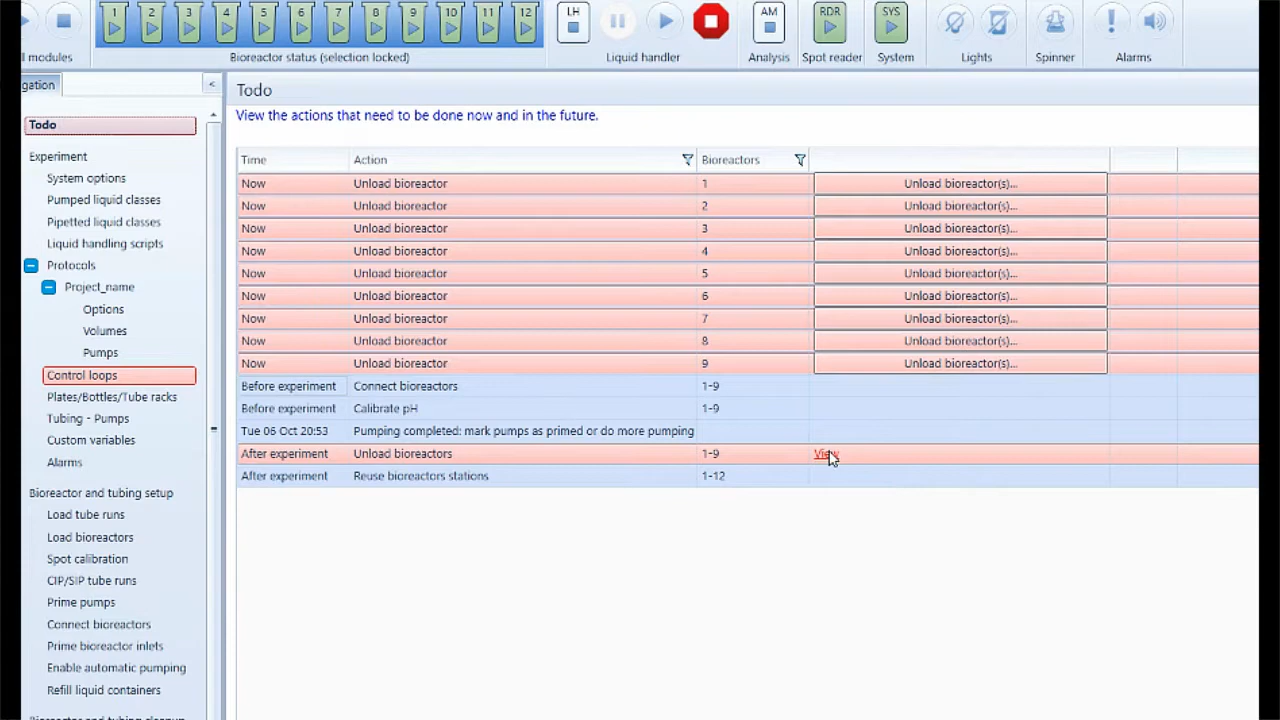 1 2 3 4 5 6 7 8 9 10 11 12 LH AM RDR SYS
l modules Bioreactor status (selection locked) Liquid handler Analysis Spot reader System Lights Spinner Alarms
gation <
Todo
Experiment
System options
Pumped liquid classes
Pipetted liquid classes
Liquid handling scripts
Protocols
Project_name
Options
Volumes
Pumps
Control loops
Plates/Bottles/Tube racks
Tubing - Pumps
Custom variables
Alarms
Bioreactor and tubing setup
Load tube runs
Load bioreactors
Spot calibration
CIP/SIP tube runs
Prime pumps
Connect bioreactors
Prime bioreactor inlets
Enable automatic pumping
Refill liquid containers
Bioreactor and tubing cleanup
Todo
View the actions that need to be done now and in the future.
Time Action Bioreactors
Now Unload bioreactor 1 Unload bioreactor(s)...
Now Unload bioreactor 2 Unload bioreactor(s)...
Now Unload bioreactor 3 Unload bioreactor(s)...
Now Unload bioreactor 4 Unload bioreactor(s)...
Now Unload bioreactor 5 Unload bioreactor(s)...
Now Unload bioreactor 6 Unload bioreactor(s)...
Now Unload bioreactor 7 Unload bioreactor(s)...
Now Unload bioreactor 8 Unload bioreactor(s)...
Now Unload bioreactor 9 Unload bioreactor(s)...
Before experiment Connect bioreactors 1-9
Before experiment Calibrate pH 1-9
Tue 06 Oct 20:53 Pumping completed: mark pumps as primed or do more pumping
After experiment Unload bioreactors 1-9 View
After experiment Reuse bioreactors stations 1-12